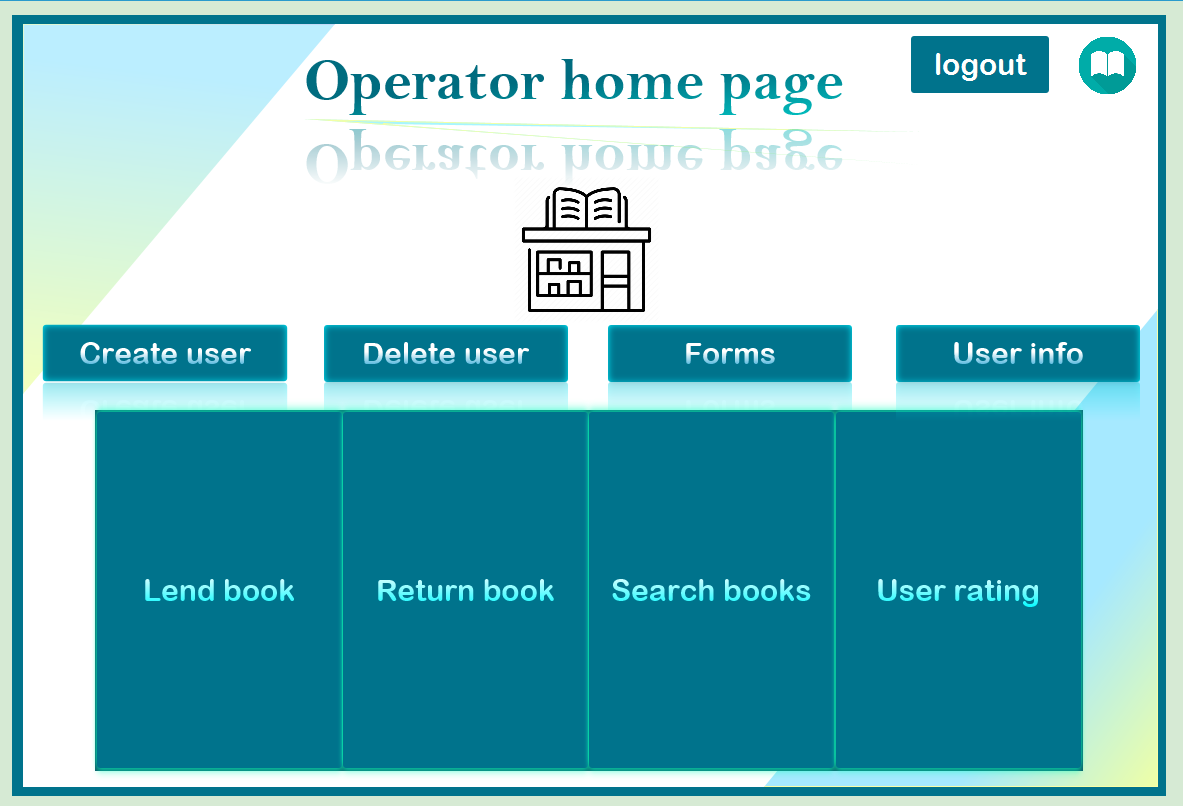 Operator home page
logout
Create user
Delete user
Forms
User info
Lend book
Return book
Search books
User rating